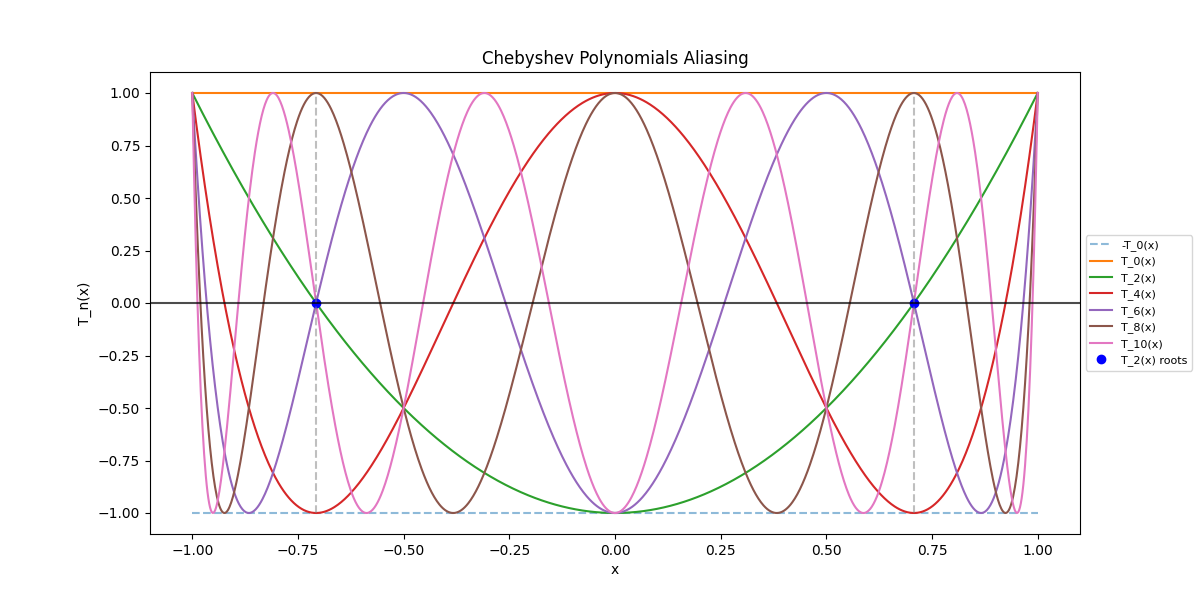 Chebyshev Polynomials Aliasing
T_n(x)
1.00
0.75
0.50
0.25
0.00
−0.25
−0.50
−0.75
−1.00
−1.00 −0.75 −0.50 −0.25 0.00 0.25 0.50 0.75 1.00
x
-T_0(x)
T_0(x)
T_2(x)
T_4(x)
T_6(x)
T_8(x)
T_10(x)
T_2(x) roots